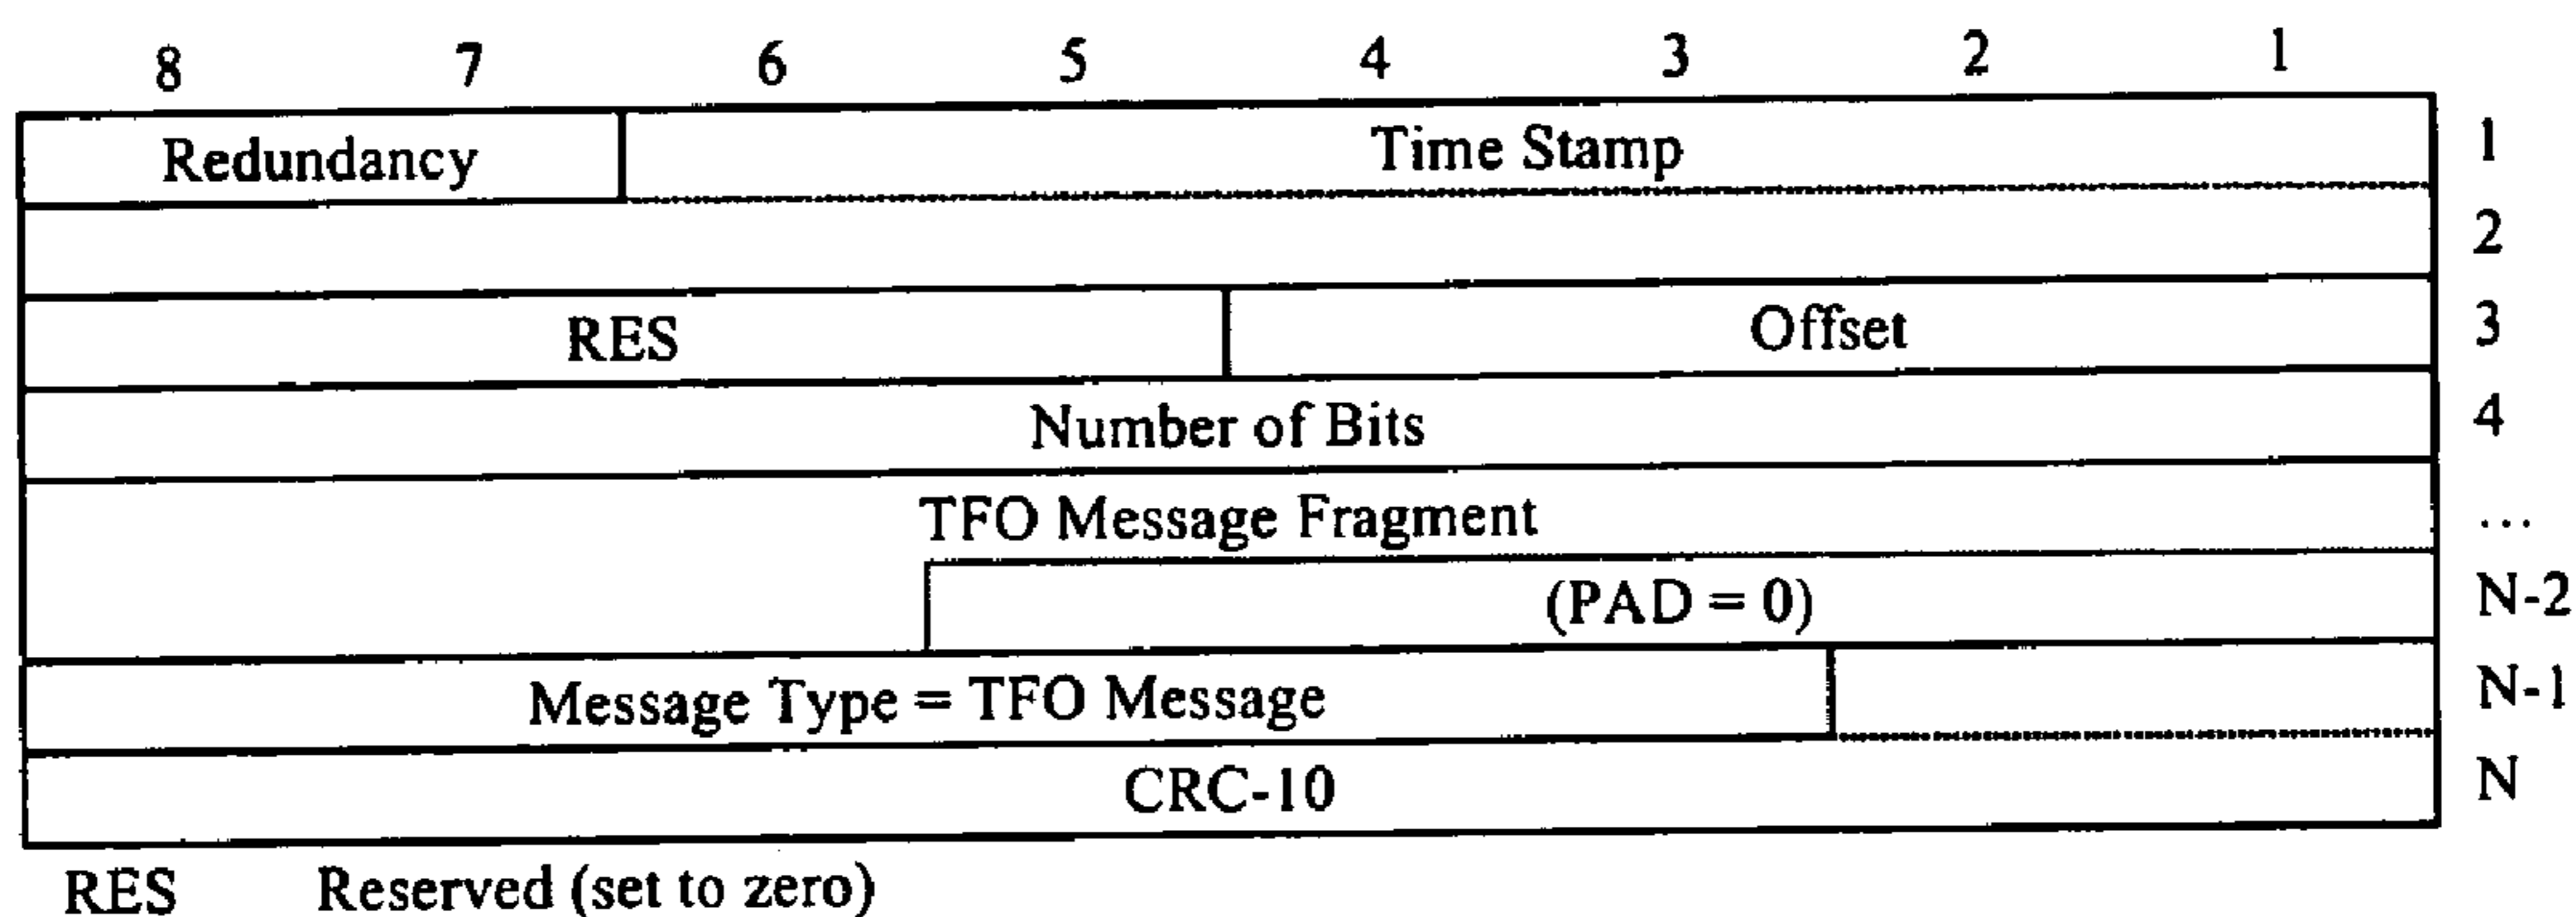 8 7 6 5 4 3 2 1
Redundancy Time Stamp 1
2
RES Offset 3
Number of Bits 4
TFO Message Fragment ...
(PAD = 0) N-2
Message Type = TFO Message N-1
CRC-10 N
RES Reserved (set to zero)